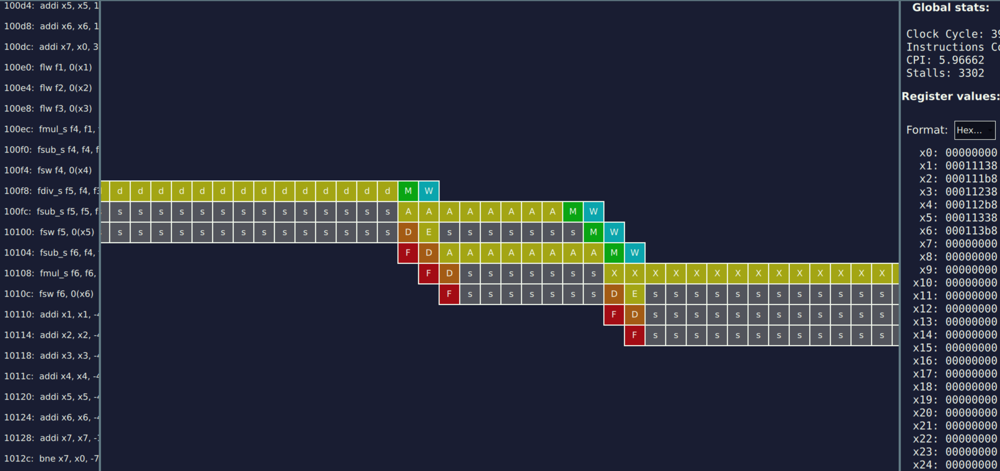 100d4: addi x5, x5, 1
100d8: addi x6, x6, 1
100dc: addi x7, x0, 3
100e0: flw f1, 0(x1)
100e4: flw f2, 0(x2)
100e8: flw f3, 0(x3)
100ec: fmul_s f4, f1,
100f0: fsub_s f4, f4, f
100f4: fsw f4, 0(x4)
100f8: fdiv_s f5, f4, f3 d d d d d d d d d d d d d d M W
100fc: fsub_s f5, f5, f s s s s s s s s s s s s s s A A A A A A A A M W
10100: fsw f5, 0(x5) s s s s s s s s s s s s s s D E s s s s s s s M W
10104: fsub_s f6, f4, F D A A A A A A A A M W
10108: fmul_s f6, f6, F D s s s s s s s X X X X X X X X X X X X X X
1010c: fsw f6, 0(x6) F s s s s s s s D E s s s s s s s s s s s s
10110: addi x1, x1, -4 F D s s s s s s s s s s s s
10114: addi x2, x2, -4 F s s s s s s s s s s s s
10118: addi x3, x3, -4
1011c: addi x4, x4, -4
10120: addi x5, x5, -4
10124: addi x6, x6, -4
10128: addi x7, x7, -1
1012c: bne x7, x0, -7
Global stats:
Clock Cycle: 39
Instructions Co
CPI: 5.96662
Stalls: 3302
Register values:
Format: Hex...
x0: 00000000
x1: 00011138
x2: 000111b8
x3: 00011238
x4: 000112b8
x5: 00011338
x6: 000113b8
x7: 00000000
x8: 00000000
x9: 00000000
x10: 00000000
x11: 00000000
x12: 00000000
x13: 00000000
x14: 00000000
x15: 00000000
x16: 00000000
x17: 00000000
x18: 00000000
x19: 00000000
x20: 00000000
x21: 00000000
x22: 00000000
x23: 00000000
x24: 00000000